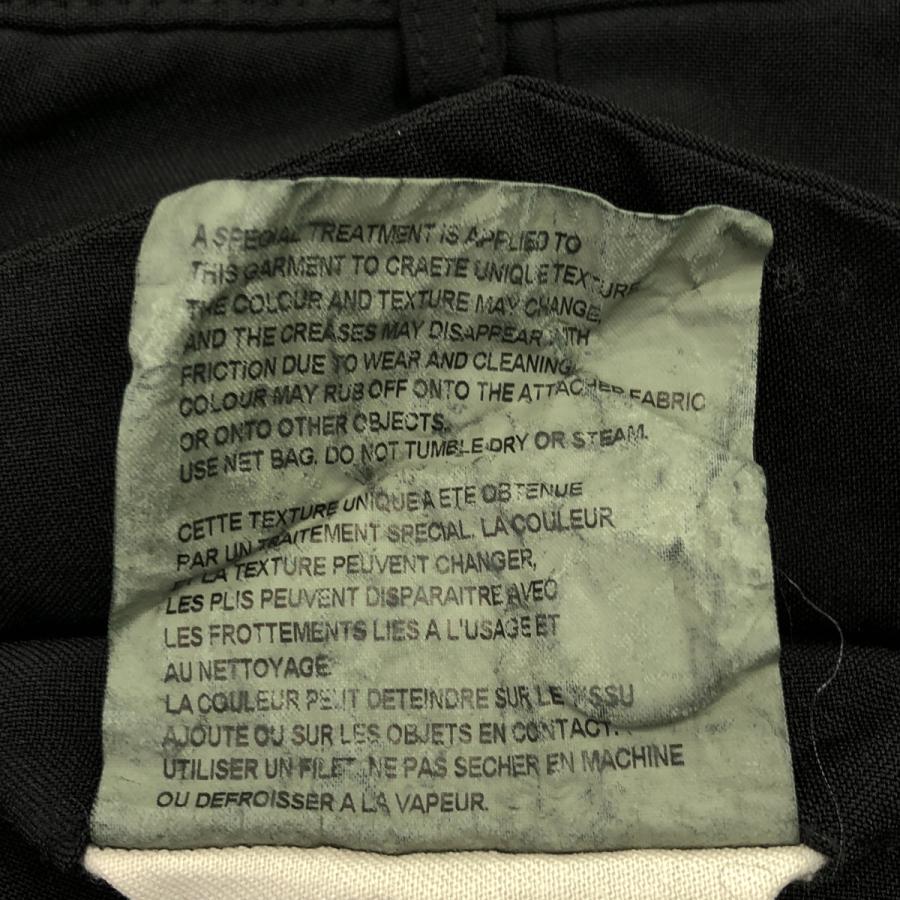 A SPECIAL TREATMENT IS APPLIED TO
THIS GARMENT TO CRAETE UNIQUE TEXTURE
THE COLOUR AND TEXTURE MAY CHANGE,
AND THE CREASES MAY DISAPPEAR WITH
FRICTION DUE TO WEAR AND CLEANING.
COLOUR MAY RUB OFF ONTO THE ATTACHER FABRIC
OR ONTO OTHER OBJECTS.
USE NET BAG. DO NOT TUMBLE DRY OR STEAM.
CETTE TEXTURE UNIQUE A ETE OBTENUE
PAR UN TRAITEMENT SPECIAL. LA COULEUR
ET LA TEXTURE PEUVENT CHANGER,
LES PLIS PEUVENT DISPARAITRE AVEC
LES FROTTEMENTS LIES A L'USAGE ET
AU NETTOYAGE
LA COULEUR PEUT DETEINDRE SUR LE TISSU
AJOUTE OU SUR LES OBJETS EN CONTACT.
UTILISER UN FILET. NE PAS SECHER EN MACHINE
OU DEFROISSER A LA VAPEUR.